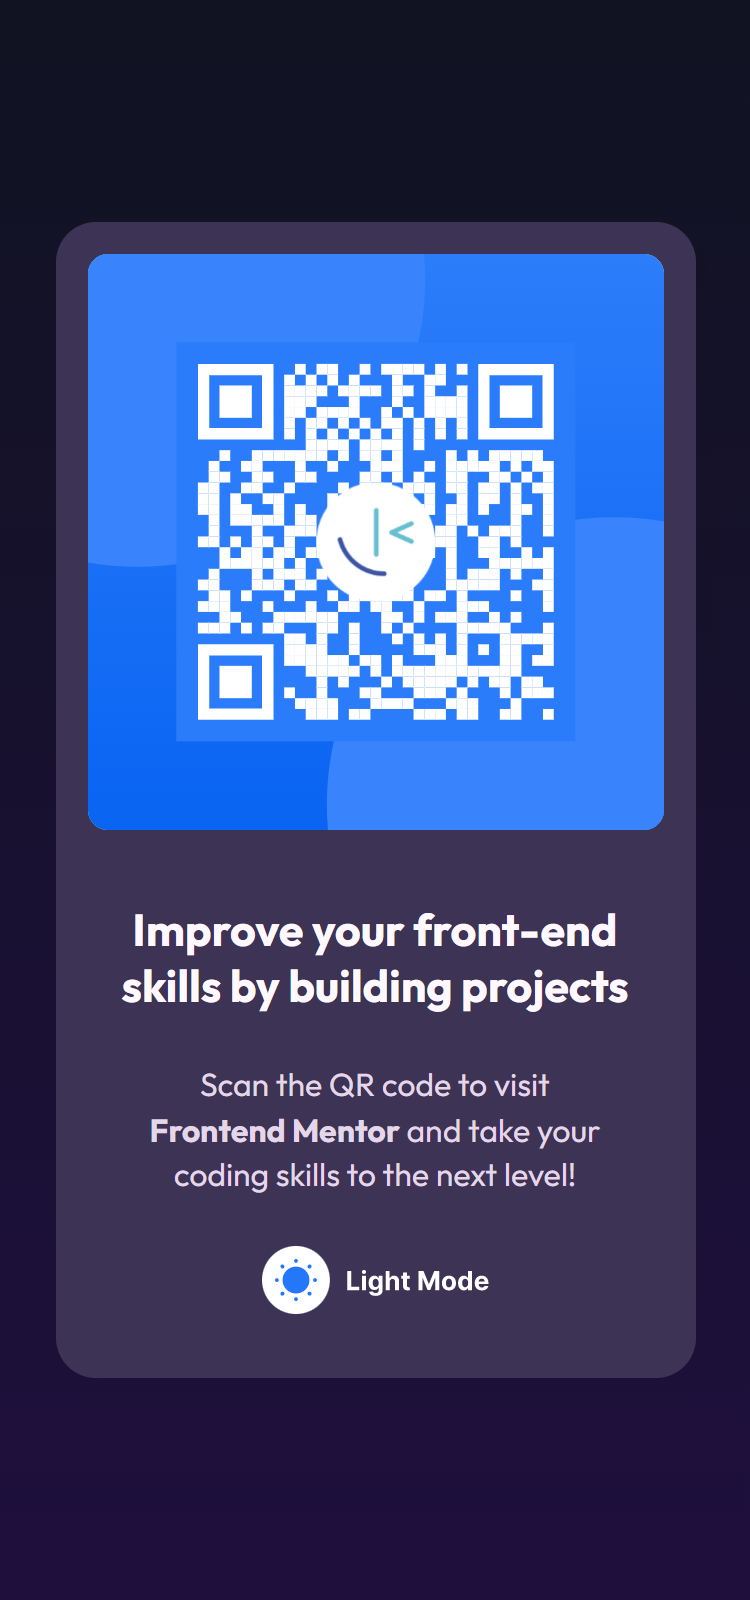 Improve your front-end
skills by building projects
Scan the QR code to visit
Frontend Mentor and take your
coding skills to the next level!
Light Mode